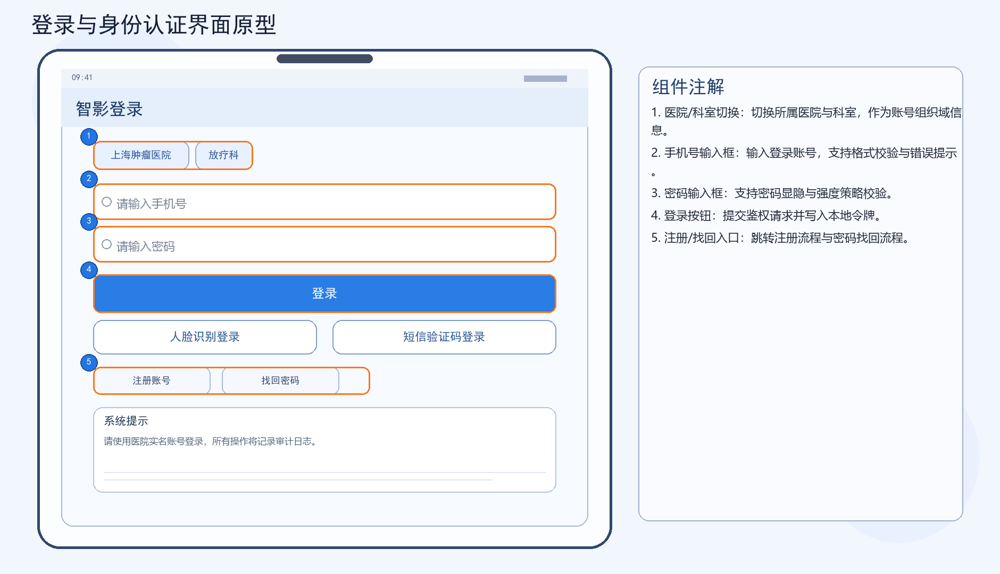 登录与身份认证界面原型
09:41
智影登录
1
上海肿瘤医院 放疗科
2
请输入手机号
3
请输入密码
4
登录
人脸识别登录 短信验证码登录
5
注册账号 找回密码
系统提示
请使用医院实名账号登录，所有操作将记录审计日志。
组件注解
1. 医院/科室切换：切换所属医院与科室，作为账号组织域信
息。
2. 手机号输入框：输入登录账号，支持格式校验与错误提示
。
3. 密码输入框：支持密码显隐与强度策略校验。
4. 登录按钮：提交鉴权请求并写入本地令牌。
5. 注册/找回入口：跳转注册流程与密码找回流程。